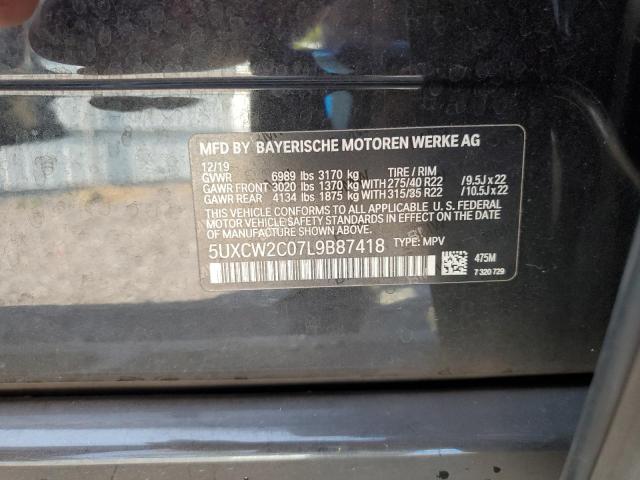 MFD BY BAYERISCHE MOTOREN WERKE AG
12/19
GVWR 6989 lbs 3170 kg TIRE / RIM
GAWR FRONT 3020 lbs 1370 kg WITH 275/40 R22 /9.5J x 22
GAWR REAR 4134 lbs 1875 kg WITH 315/35 R22 /10.5J x 22
THIS VEHICLE CONFORMS TO ALL APPLICABLE U. S. FEDERAL
MOTOR VEHICLE SAFETY STANDARDS IN EFFECT ON
THE DATE OF MANUFACTURE SHOWN ABOVE.
5UXCW2C07L9B87418 TYPE: MPV
475M
7 320 729